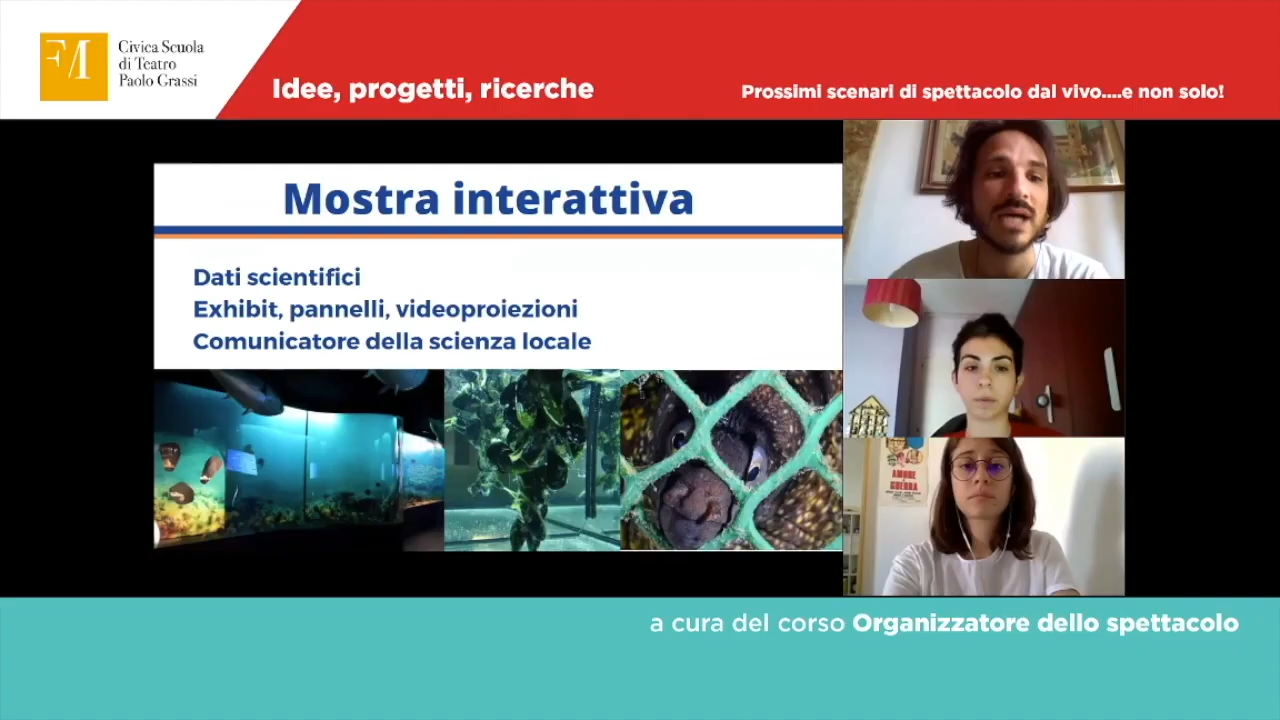 Civica Scuola
di Teatro
Paolo Grassi
Idee, progetti, ricerche
Prossimi scenari di spettacolo dal vivo....e non solo!
Mostra interattiva
Dati scientifici
Exhibit, pannelli, videoproiezioni
Comunicatore della scienza locale
AMORE
GUERRA
a cura del corso Organizzatore dello spettacolo